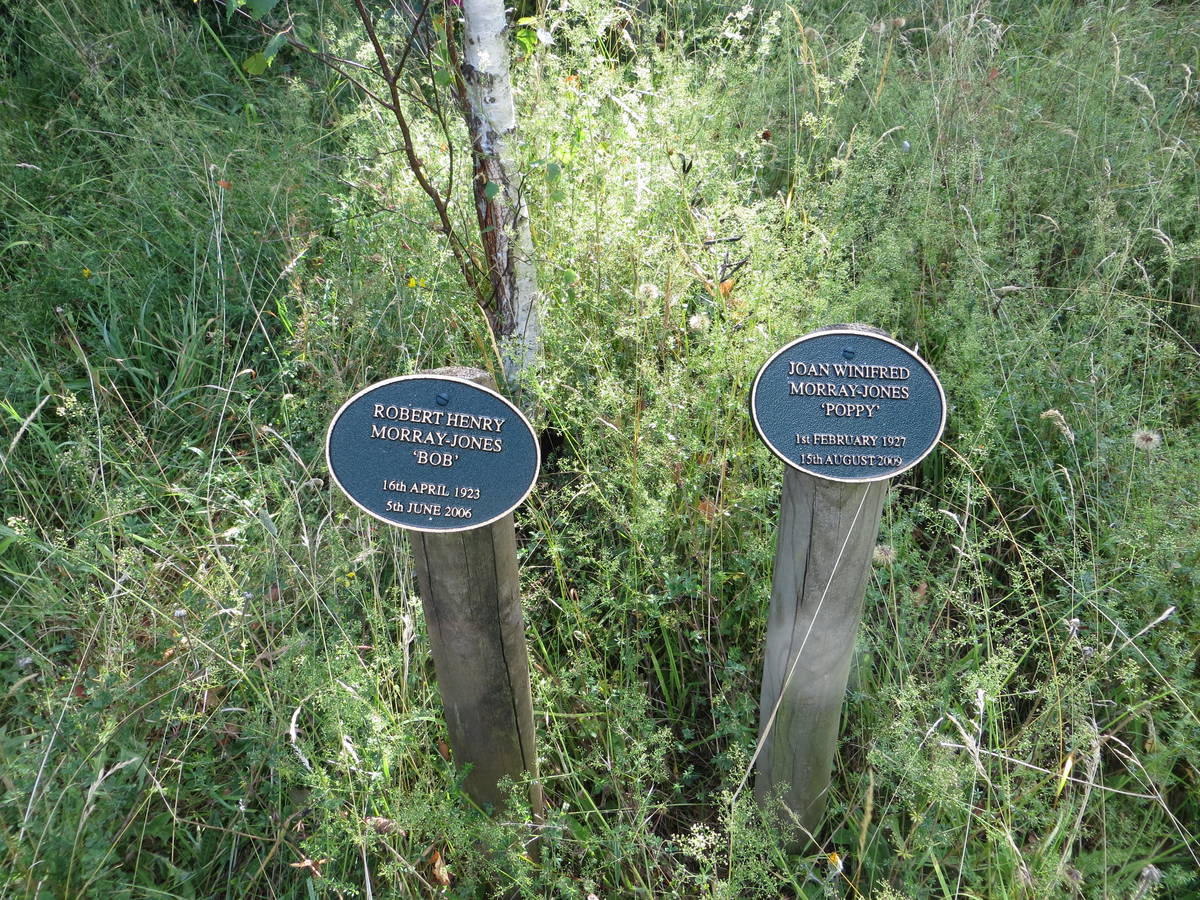 ROBERT HENRY
MORRAY-JONES
'BOB'
16th APRIL 1923
5th JUNE 2006
JOAN WINIFRED
MORRAY-JONES
'POPPY'
1st FEBRUARY 1927
15th AUGUST 2009